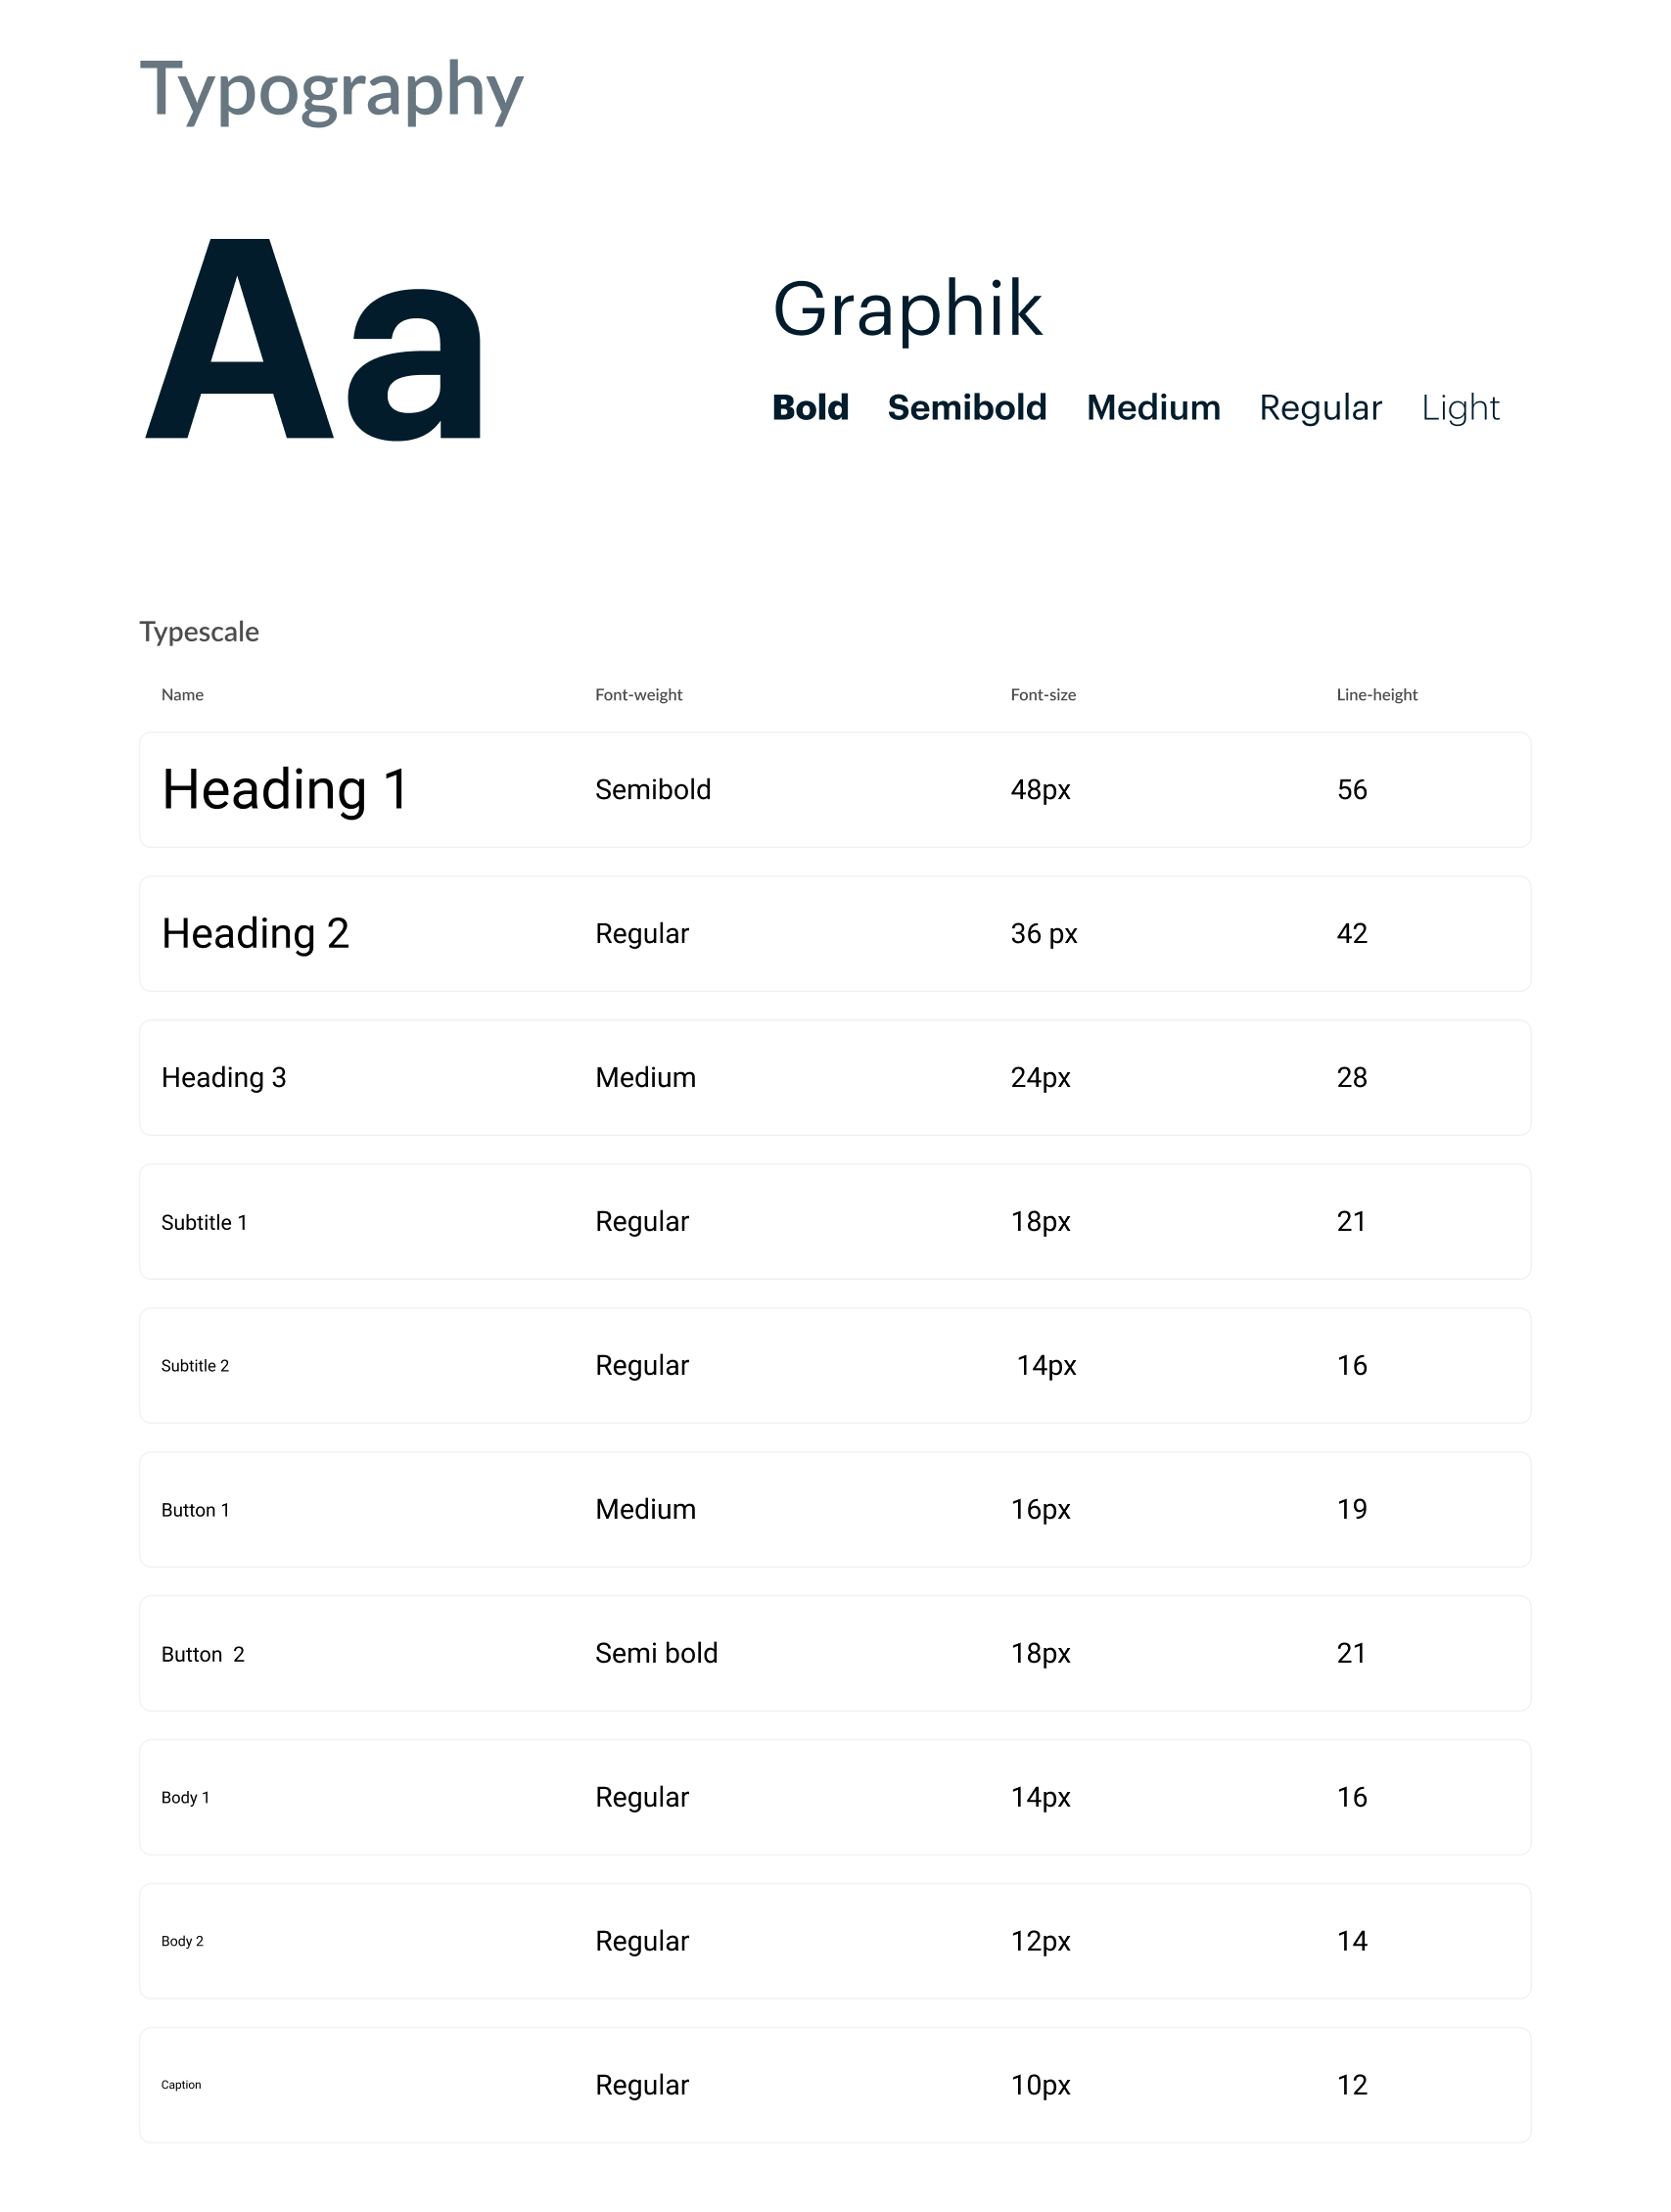 Typography
Aa
Graphik
Bold Semibold Medium Regular Light
Typescale
Name Font-weight Font-size Line-height
Heading 1 Semibold 48px 56
Heading 2 Regular 36 px 42
Heading 3 Medium 24px 28
Subtitle 1 Regular 18px 21
Subtitle 2 Regular 14px 16
Button 1 Medium 16px 19
Button  2 Semi bold 18px 21
Body 1 Regular 14px 16
Body 2 Regular 12px 14
Caption Regular 10px 12